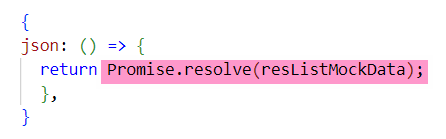 {
json: () => {
return Promise.resolve(resListMockData);
},
}